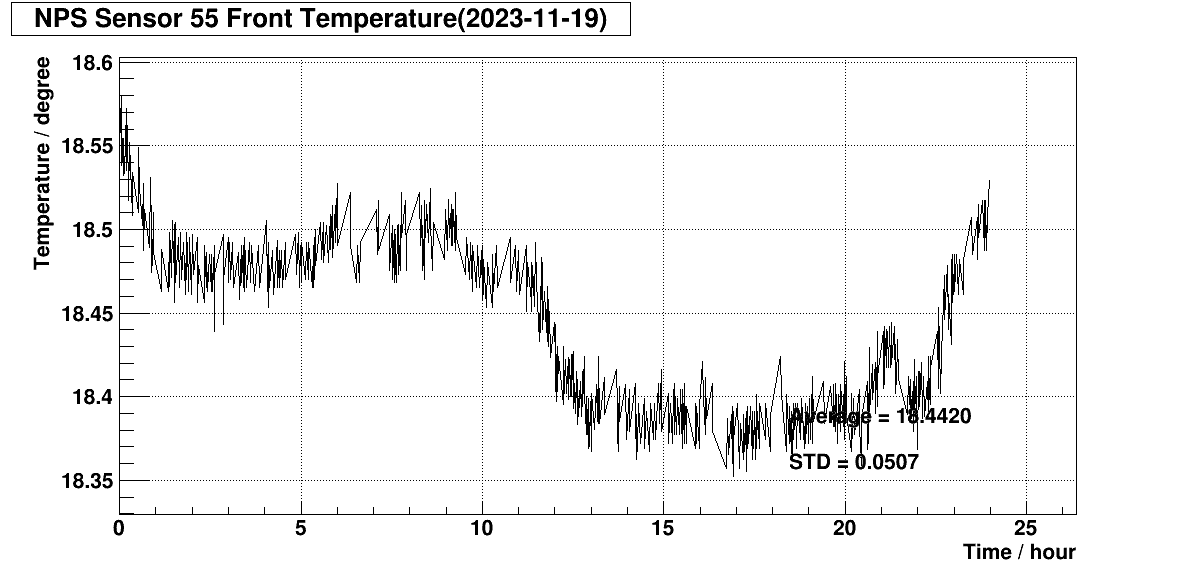 NPS Sensor 55 Front Temperature(2023-11-19)
Temperature / degree
18.6
18.55
18.5
18.45
18.4
18.35
Average = 18.4420
STD = 0.0507
0 5 10 15 20 25
Time / hour